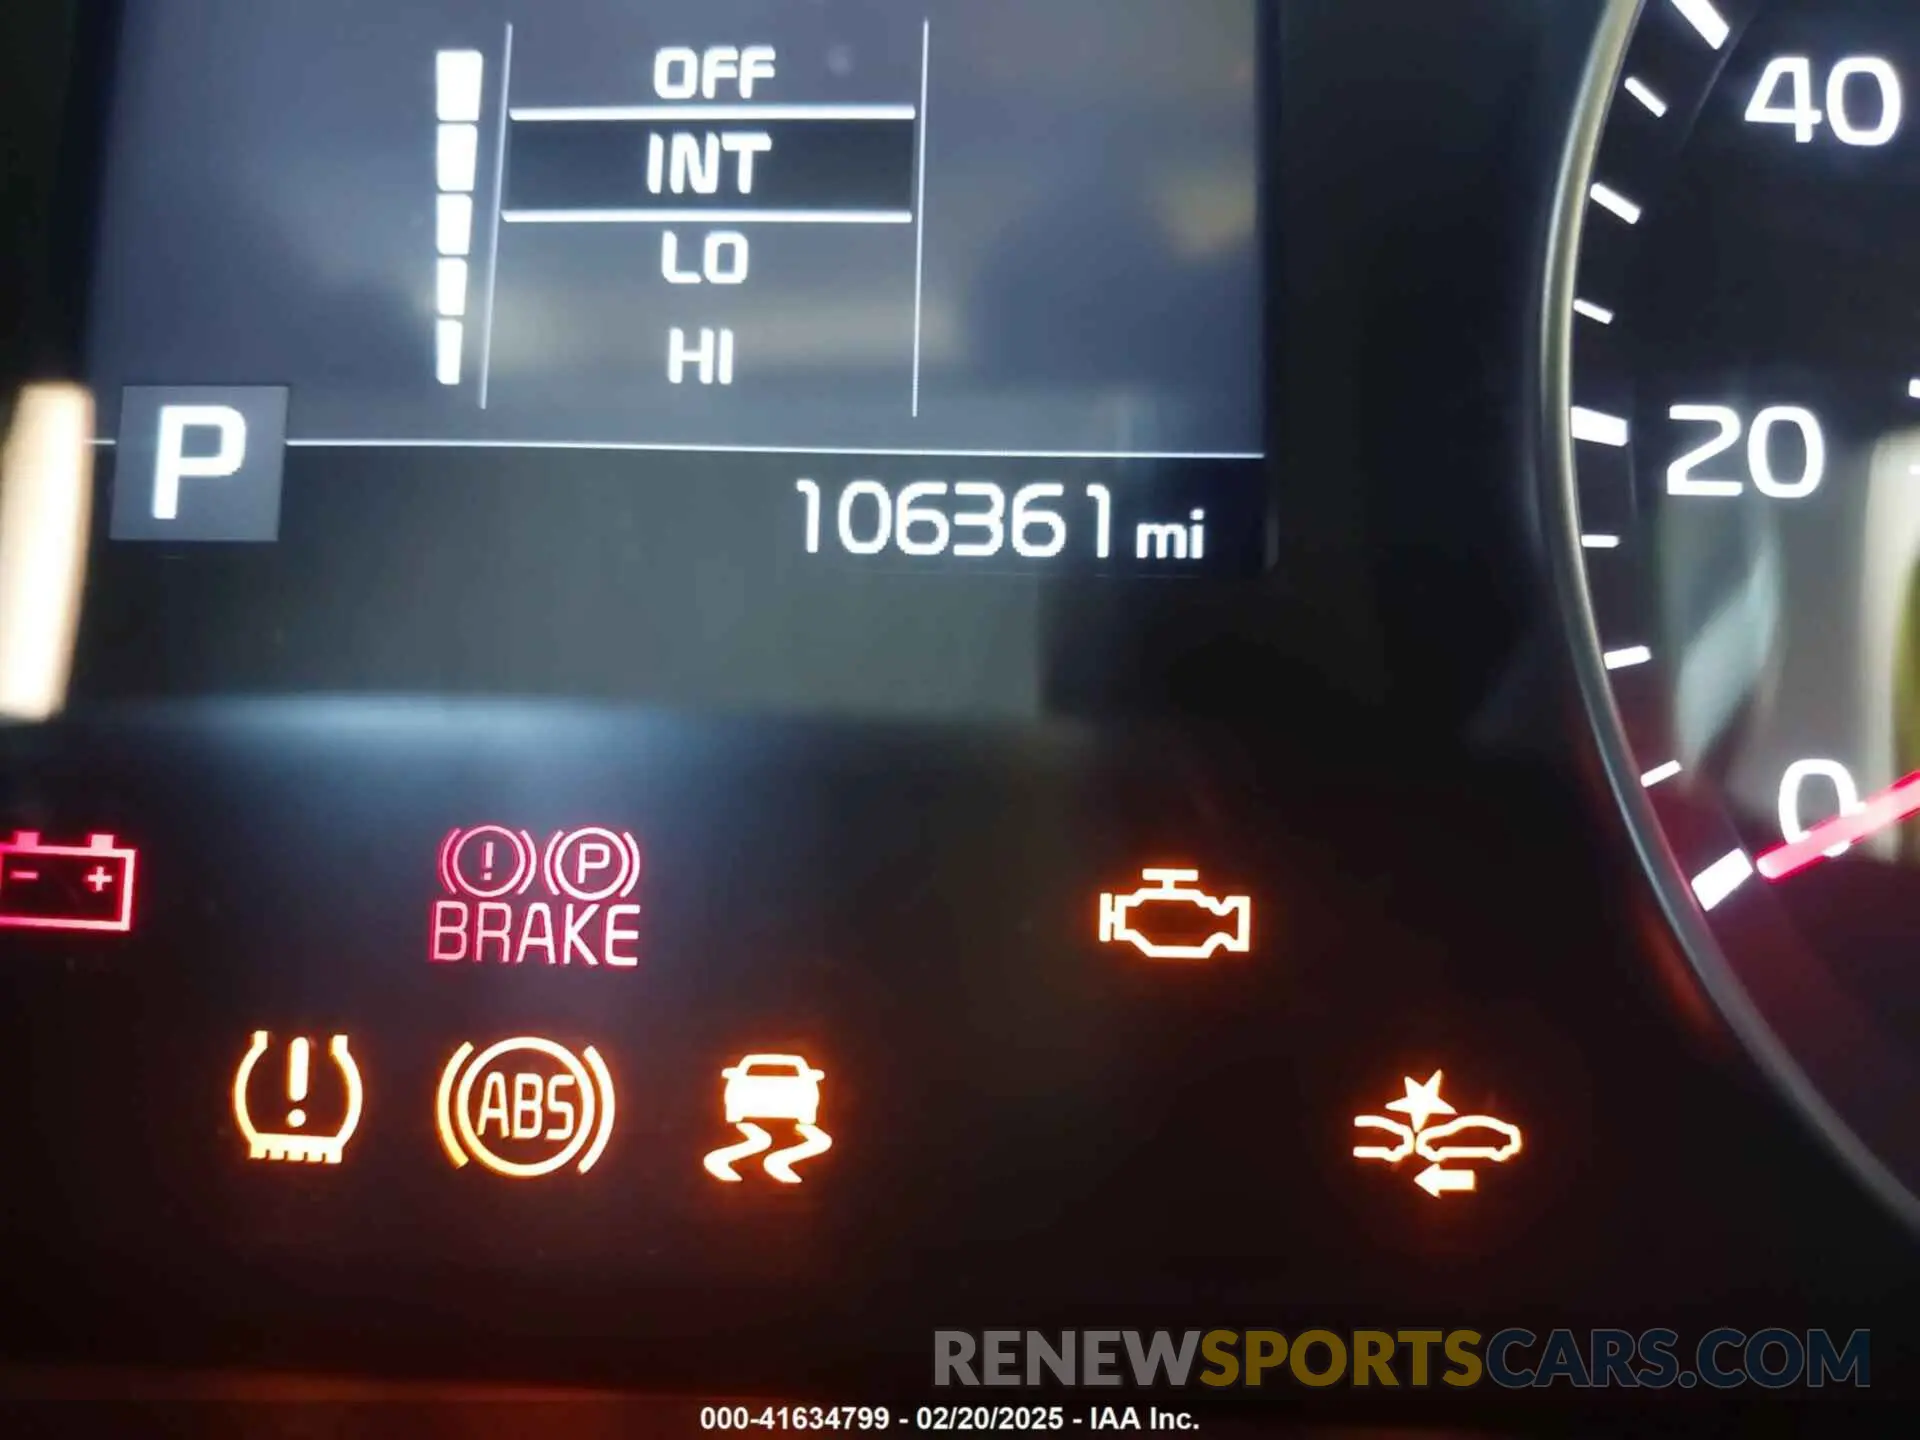 OFF
INT
LO
HI
40
20
0
P
106361 mi
- +
! P
BRAKE
! ABS
RENEWSPORTSCARS.COM
000-41634799 - 02/20/2025 - IAA Inc.